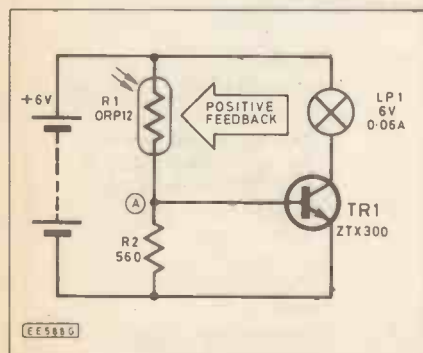 +6V
R1
ORP12
POSITIVE
FEEDBACK
LP1
6V
0·06A
A
TR1
ZTX300
R2
560
EE588G